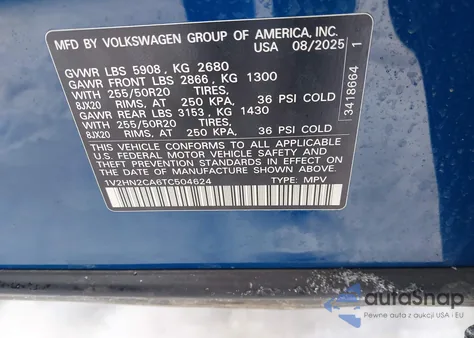 MFD BY VOLKSWAGEN GROUP OF AMERICA, INC.
USA 08/2025
GVWR LBS 5908, KG 2680
GAWR FRONT LBS 2866, KG 1300
WITH 255/50R20 TIRES,
8JX20 RIMS, AT 250 KPA, 36 PSI COLD
GAWR REAR LBS 3153, KG 1430
WITH 255/50R20 TIRES,
8JX20 RIMS, AT 250 KPA, 36 PSI COLD
THIS VEHICLE CONFORMS TO ALL APPLICABLE
U.S. FEDERAL MOTOR VEHICLE SAFETY STANDARDS
IN EFFECT ON THE DATE OF MANUFACTURE SHOWN
ABOVE.
1V2HN2CA6TC504624
TYPE: MPV
3418664 1
autoSnap
Pewne auta z aukcji USA i EU